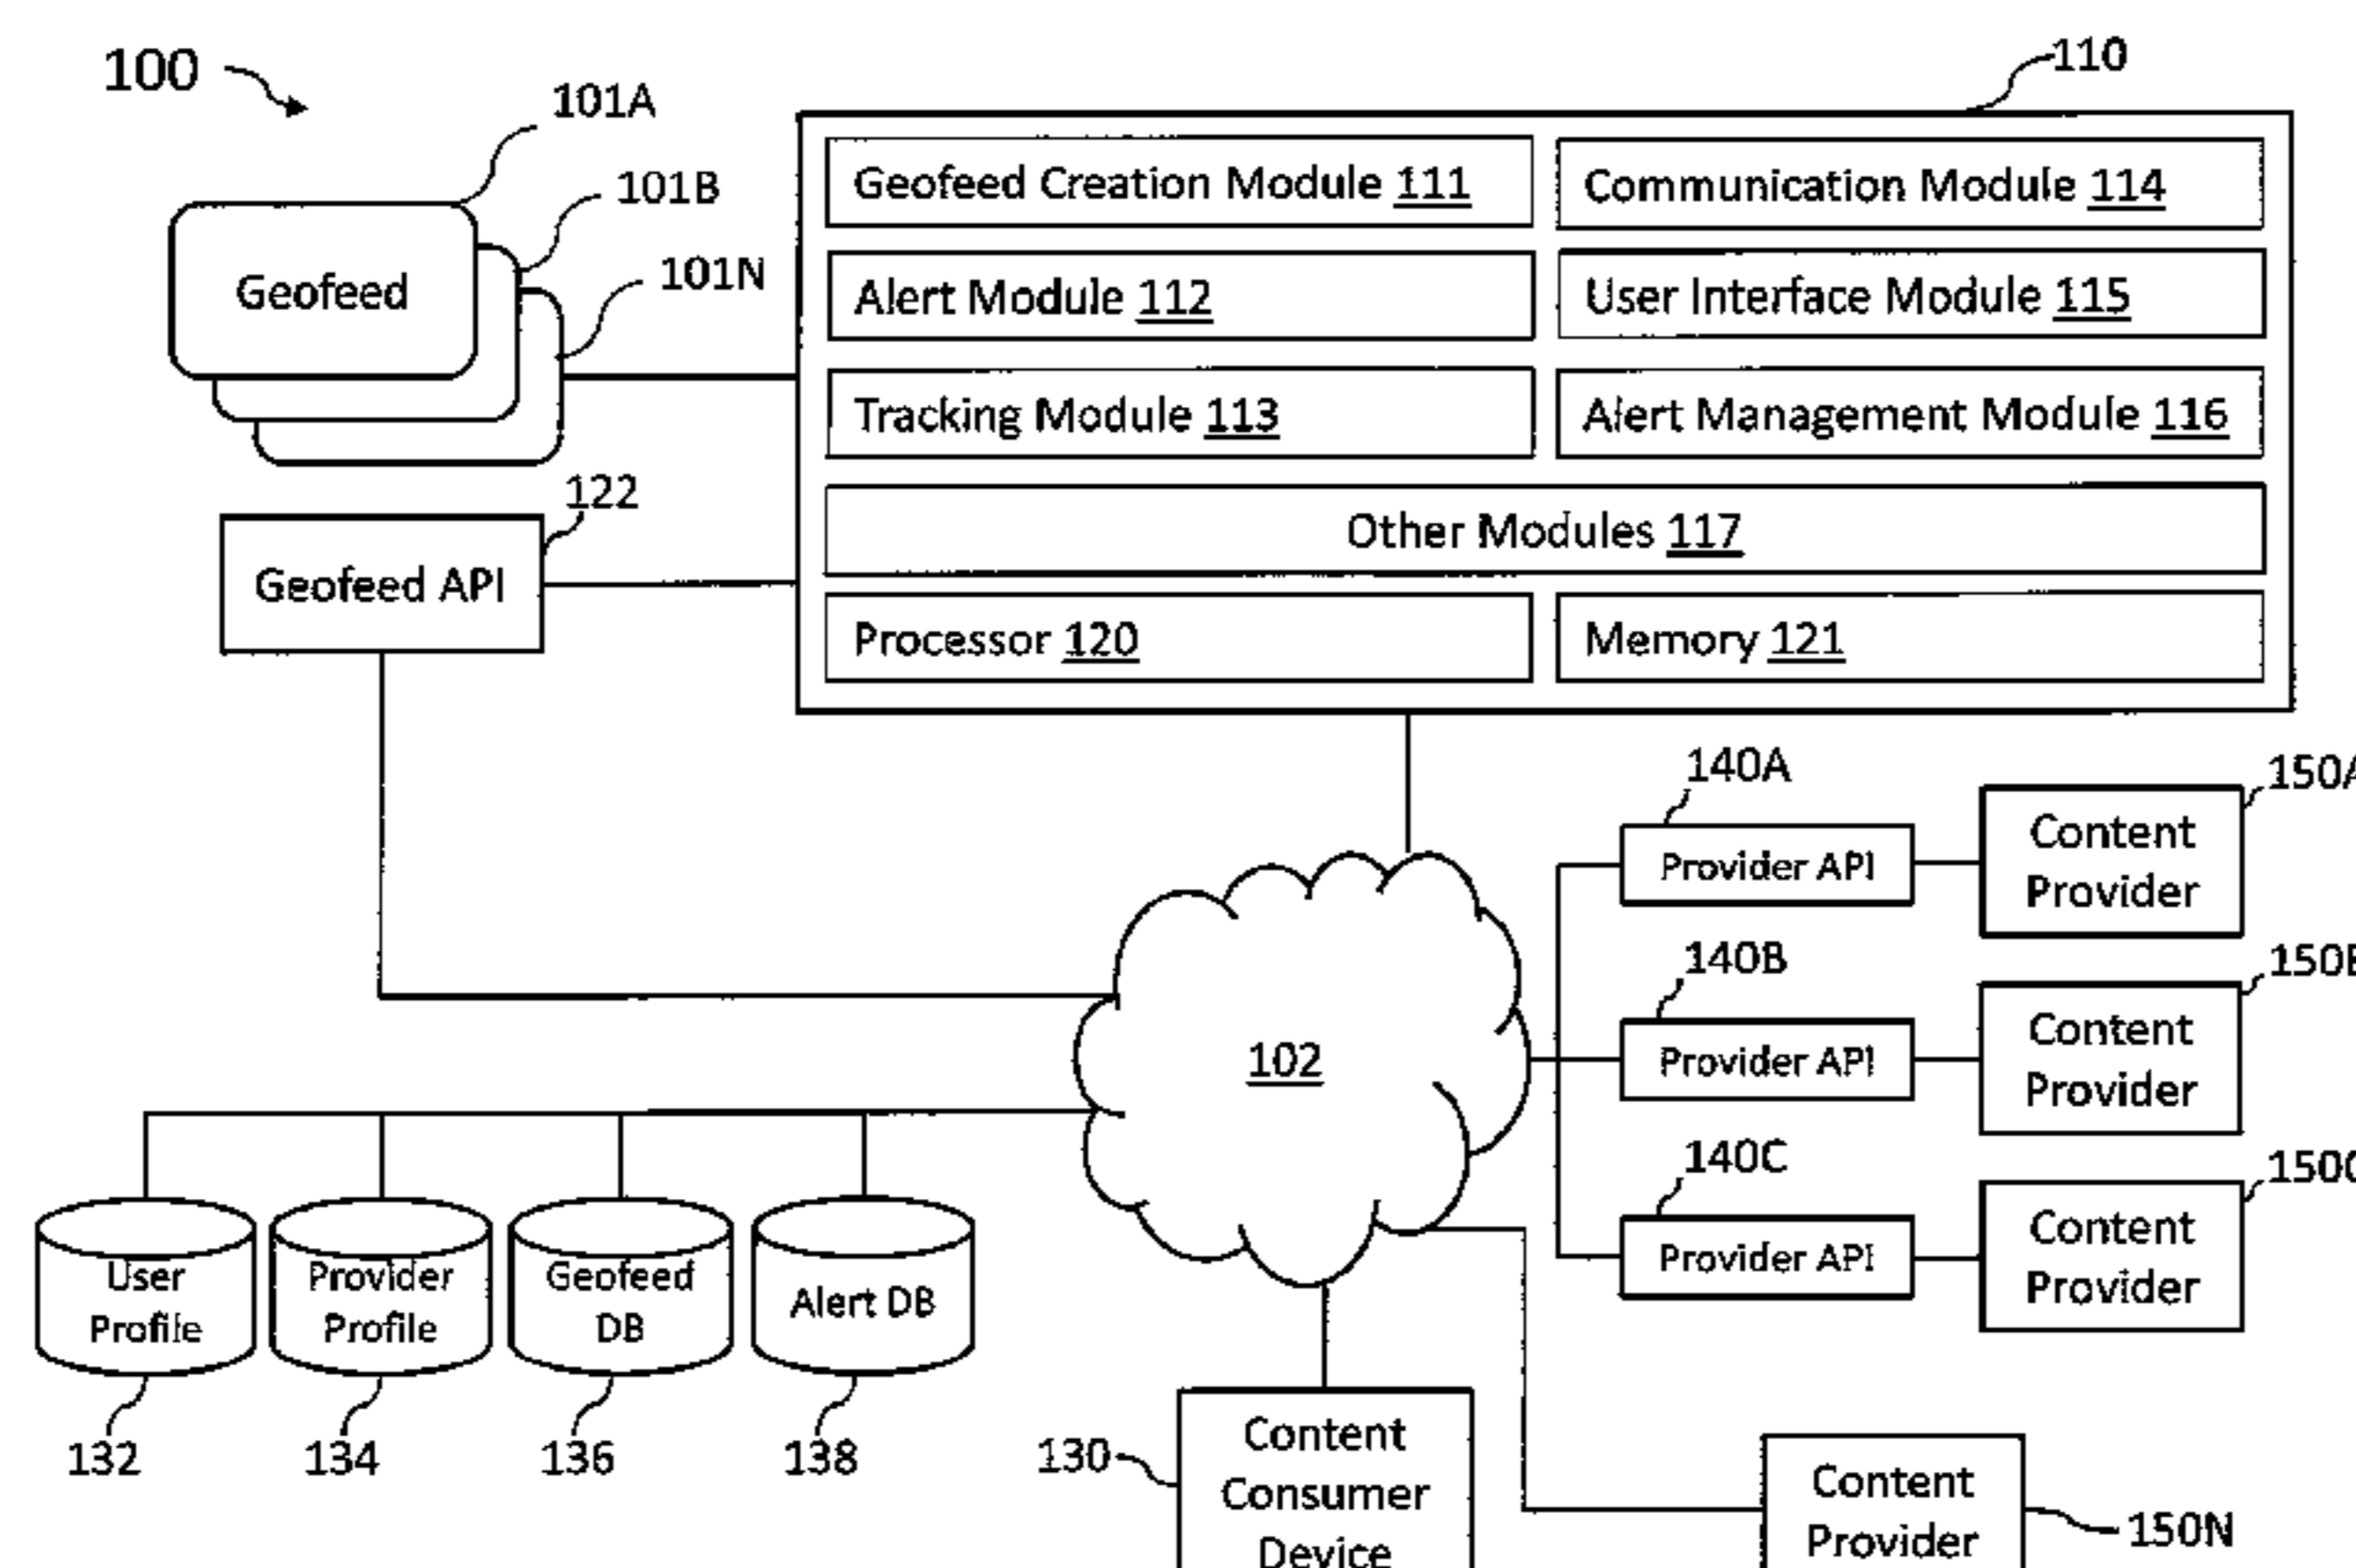 100
101A
101B
101N
110
Geofeed
Geofeed Creation Module 111
Communication Module 114
Alert Module 112
User Interface Module 115
Tracking Module 113
Alert Management Module 116
Other Modules 117
Processor 120
Memory 121
122
Geofeed API
140A
Provider API
150A
Content
Provider
140B
Provider API
Content
Provider
140C
Provider API
Content
Provider
102
User
Profile
Provider
Profile
Geofeed
DB
Alert DB
132
134
136
138
130
Content
Consumer
Device
Content
Provider
150N